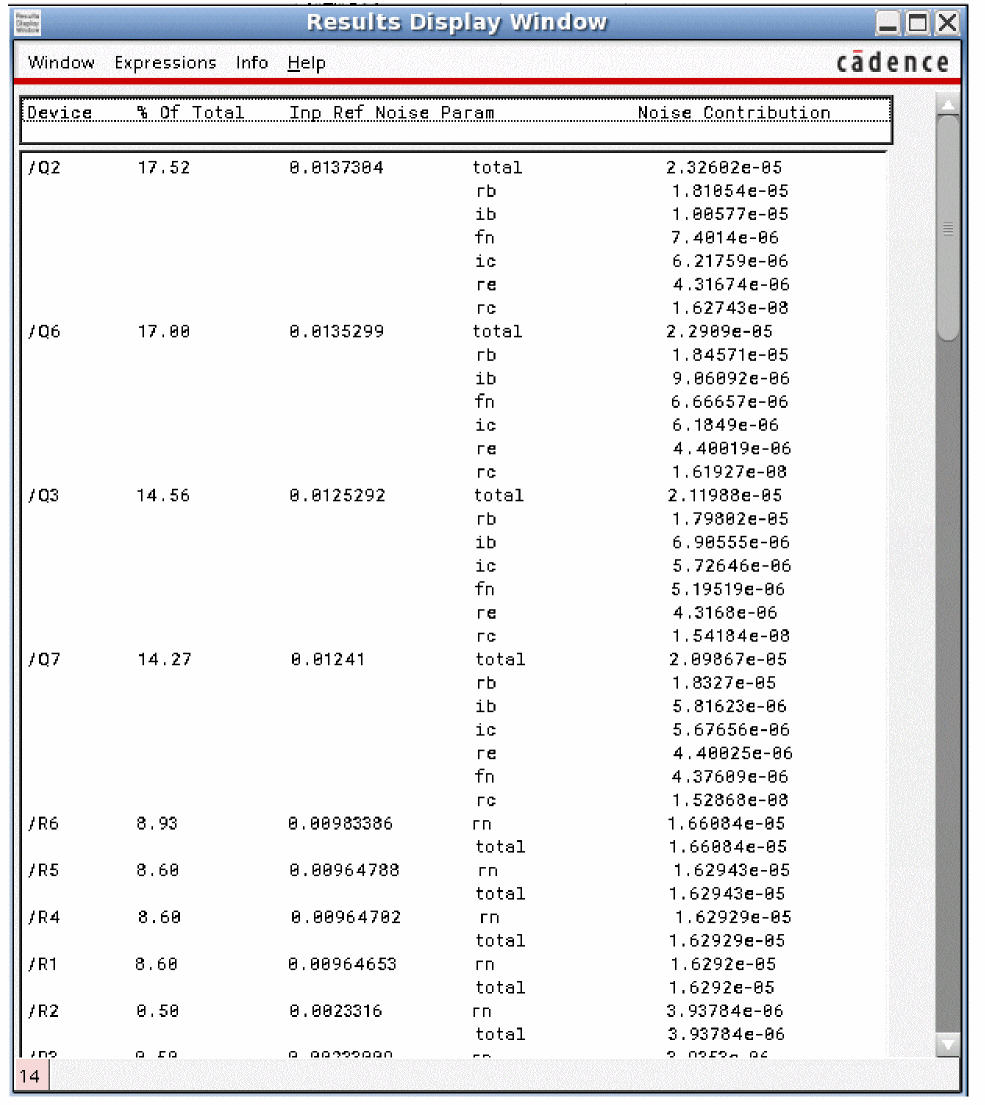 Results Display Window
Window Expressions Info Help cādence
Device % Of Total Inp Ref Noise Param Noise Contribution
/Q2 17.52 0.0137304 total 2.32602e-05
rb 1.81054e-05
ib 1.00577e-05
fn 7.4014e-06
ic 6.21759e-06
re 4.31674e-06
rc 1.62743e-08
/Q6 17.00 0.0135299 total 2.2909e-05
rb 1.84571e-05
ib 9.06092e-06
fn 6.66657e-06
ic 6.1849e-06
re 4.40019e-06
rc 1.61927e-08
/Q3 14.56 0.0125292 total 2.11988e-05
rb 1.79802e-05
ib 6.90555e-06
ic 5.72646e-06
fn 5.19519e-06
re 4.3168e-06
rc 1.54184e-08
/Q7 14.27 0.01241 total 2.09867e-05
rb 1.8327e-05
ib 5.81623e-06
ic 5.67656e-06
re 4.40025e-06
fn 4.37609e-06
rc 1.52868e-08
/R6 8.93 0.00983386 rn 1.66084e-05
total 1.66084e-05
/R5 8.60 0.00964788 rn 1.62943e-05
total 1.62943e-05
/R4 8.60 0.00964702 rn 1.62929e-05
total 1.62929e-05
/R1 8.60 0.00964653 rn 1.6292e-05
total 1.6292e-05
/R2 0.50 0.0023316 rn 3.93784e-06
total 3.93784e-06
14